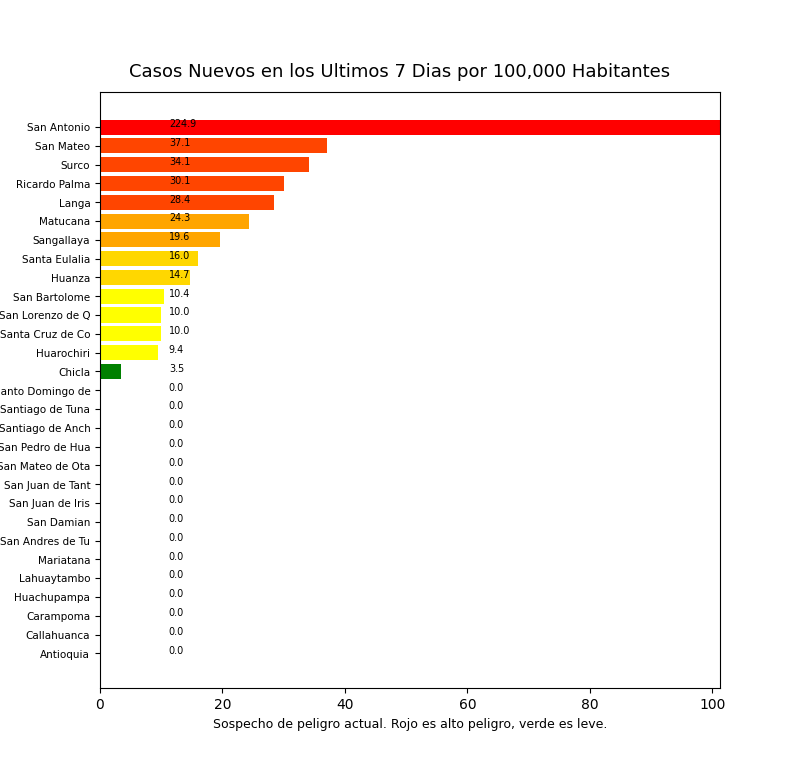 Casos Nuevos en los Ultimos 7 Dias por 100,000 Habitantes
San Antonio 224.9
San Mateo 37.1
Surco 34.1
Ricardo Palma 30.1
Langa 28.4
Matucana 24.3
Sangallaya 19.6
Santa Eulalia 16.0
Huanza 14.7
San Bartolome 10.4
San Lorenzo de Q 10.0
Santa Cruz de Co 10.0
Huarochiri 9.4
Chicla 3.5
anto Domingo de 0.0
Santiago de Tuna 0.0
Santiago de Anch 0.0
San Pedro de Hua 0.0
San Mateo de Ota 0.0
San Juan de Tant 0.0
San Juan de Iris 0.0
San Damian 0.0
San Andres de Tu 0.0
Mariatana 0.0
Lahuaytambo 0.0
Huachupampa 0.0
Carampoma 0.0
Callahuanca 0.0
Antioquia 0.0
0 20 40 60 80 100
Sospecho de peligro actual. Rojo es alto peligro, verde es leve.